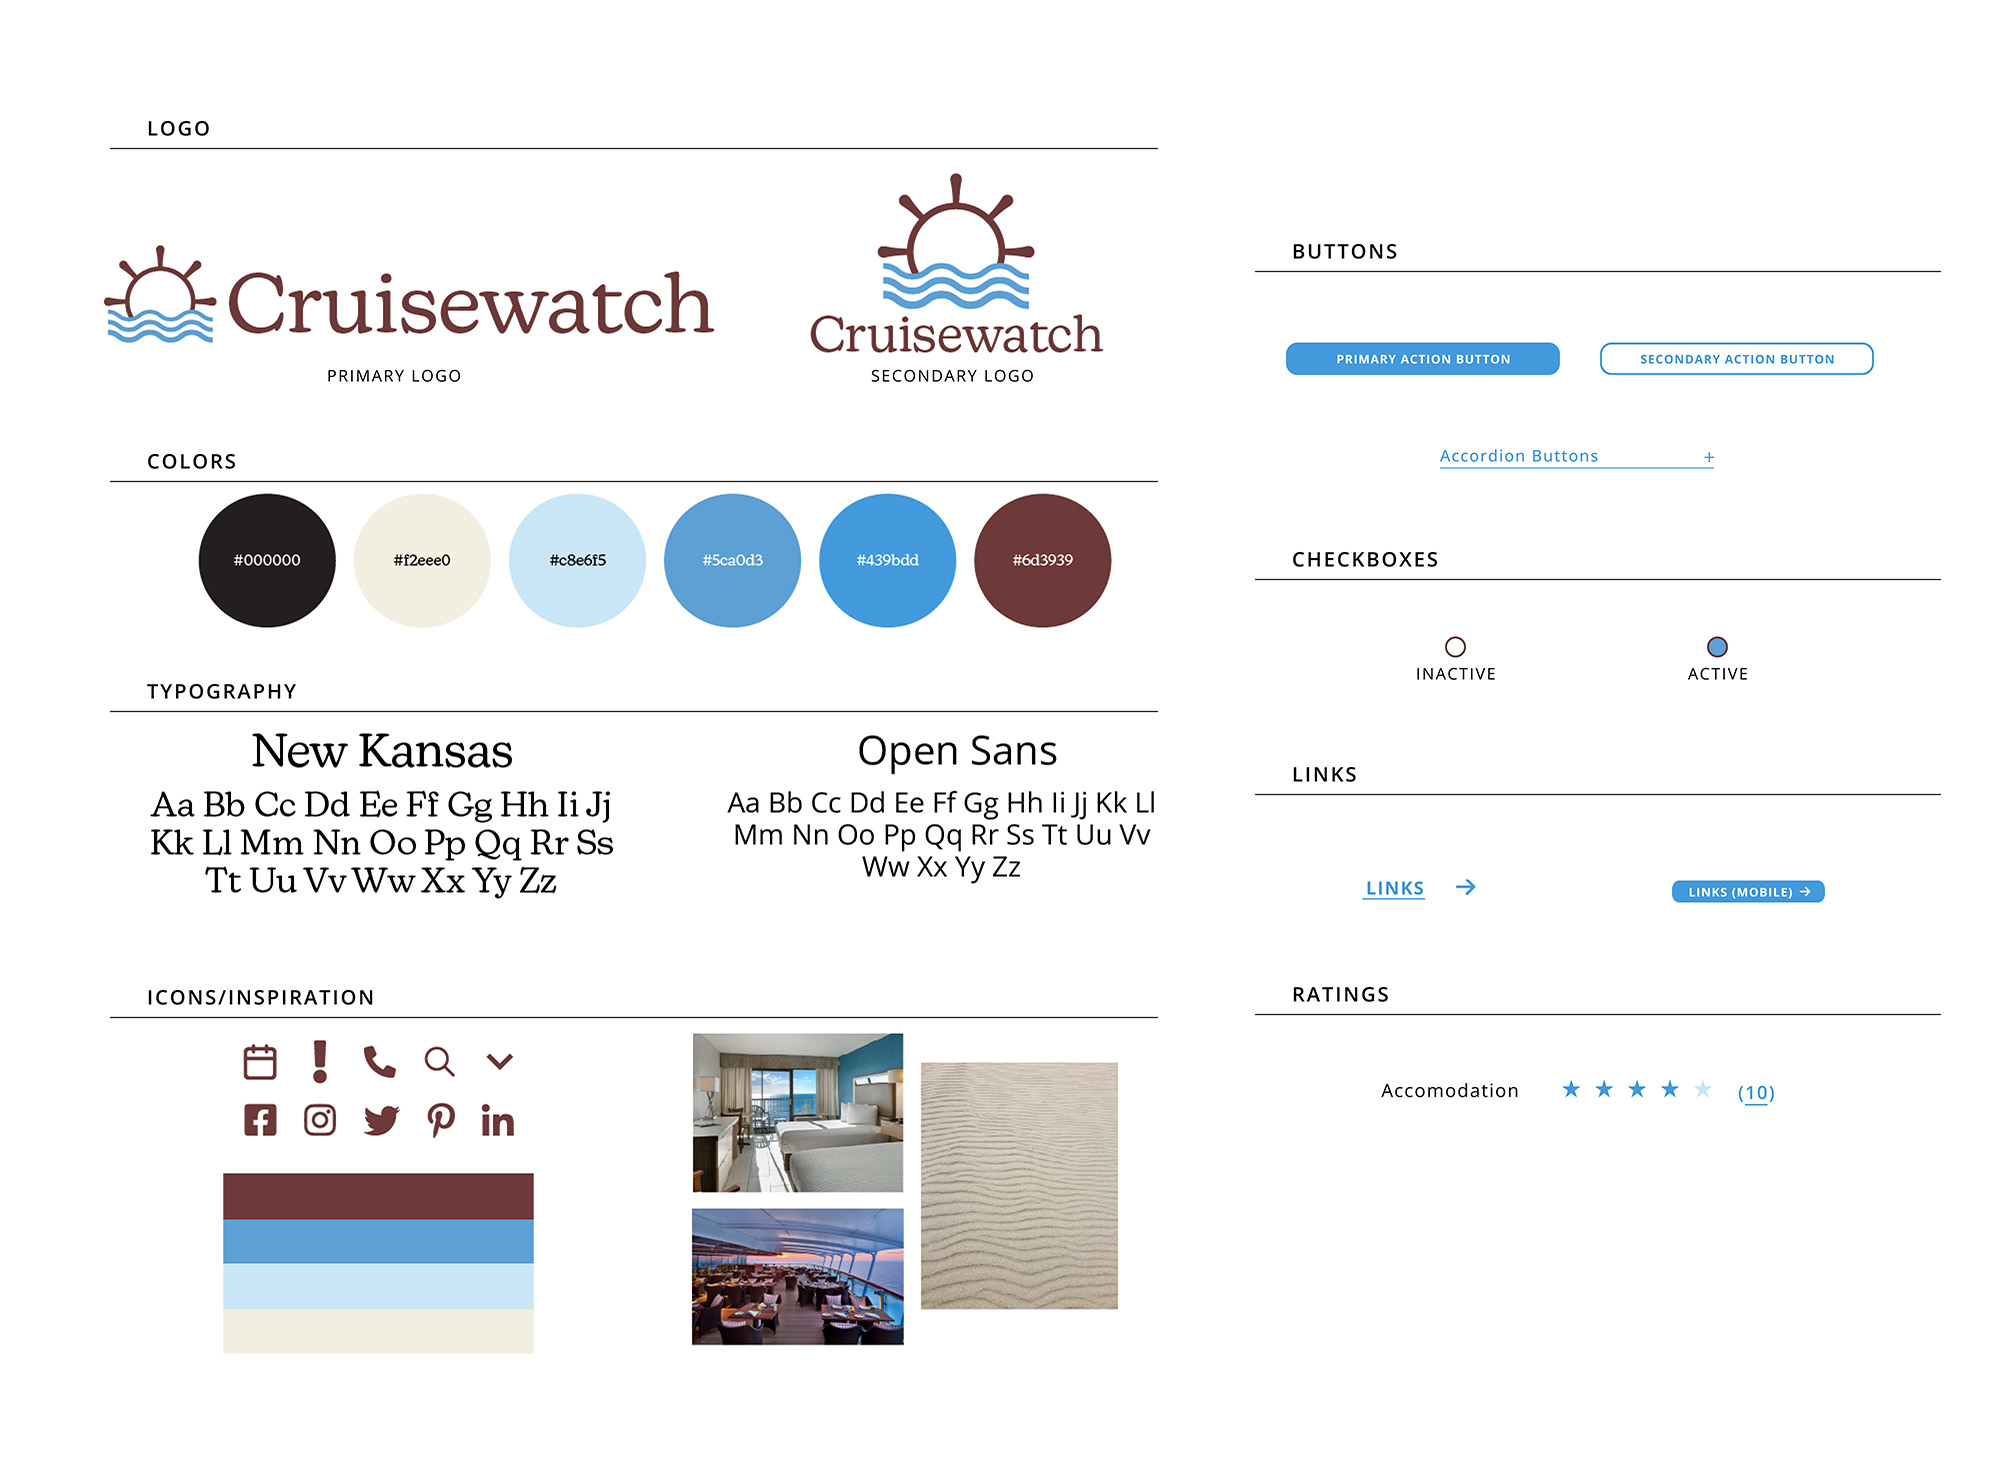 LOGO
Cruisewatch
PRIMARY LOGO
Cruisewatch
SECONDARY LOGO
COLORS
#000000
#f2eee0
#c8e6f5
#5ca0d3
#439bdd
#6d3939
TYPOGRAPHY
New Kansas
Aa Bb Cc Dd Ee Ff Gg Hh Ii Jj
Kk Ll Mm Nn Oo Pp Qq Rr Ss
Tt Uu Vv Ww Xx Yy Zz
Open Sans
Aa Bb Cc Dd Ee Ff Gg Hh Ii Jj Kk Ll
Mm Nn Oo Pp Qq Rr Ss Tt Uu Vv
Ww Xx Yy Zz
ICONS/INSPIRATION
BUTTONS
PRIMARY ACTION BUTTON
SECONDARY ACTION BUTTON
Accordion Buttons +
CHECKBOXES
INACTIVE
ACTIVE
LINKS
LINKS →
LINKS (MOBILE) →
RATINGS
Accomodation ★ ★ ★ ★ ★ (10)